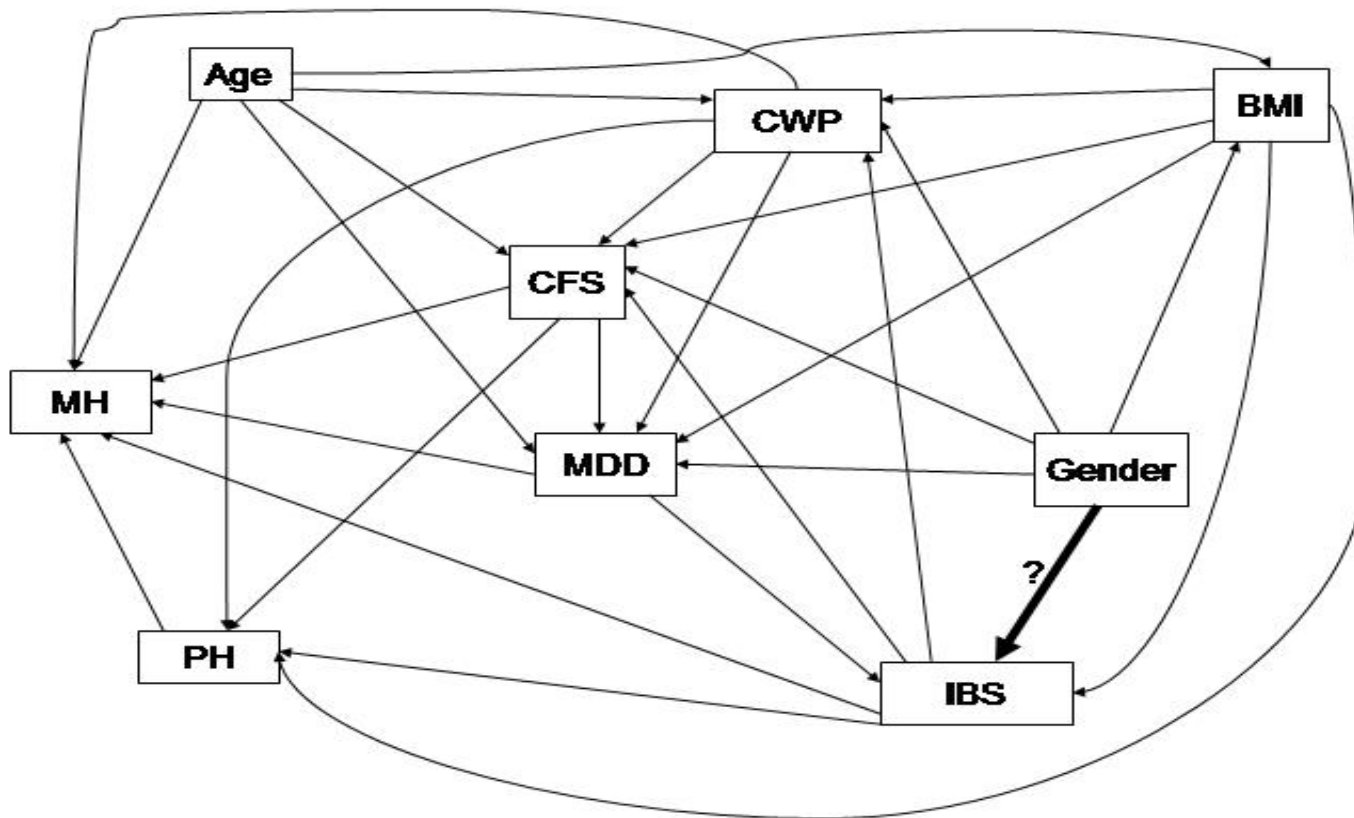 Age
CWP
BMI
CFS
MH
MDD
Gender
?
PH
IBS